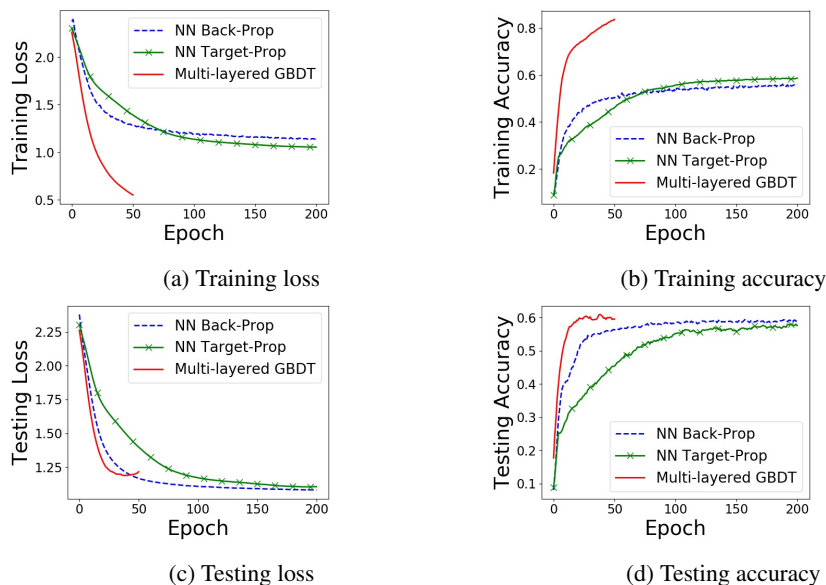 Training Loss
2.0
1.5
1.0
0.5
NN Back-Prop
NN Target-Prop
Multi-layered GBDT
0 50 100 150 200
Epoch
(a) Training loss
Training Accuracy
0.8
0.6
0.4
0.2
NN Back-Prop
NN Target-Prop
Multi-layered GBDT
0 50 100 150 200
Epoch
(b) Training accuracy
Testing Loss
2.25
2.00
1.75
1.50
1.25
NN Back-Prop
NN Target-Prop
Multi-layered GBDT
0 50 100 150 200
Epoch
(c) Testing loss
Testing Accuracy
0.6
0.5
0.4
0.3
0.2
0.1
NN Back-Prop
NN Target-Prop
Multi-layered GBDT
0 50 100 150 200
Epoch
(d) Testing accuracy